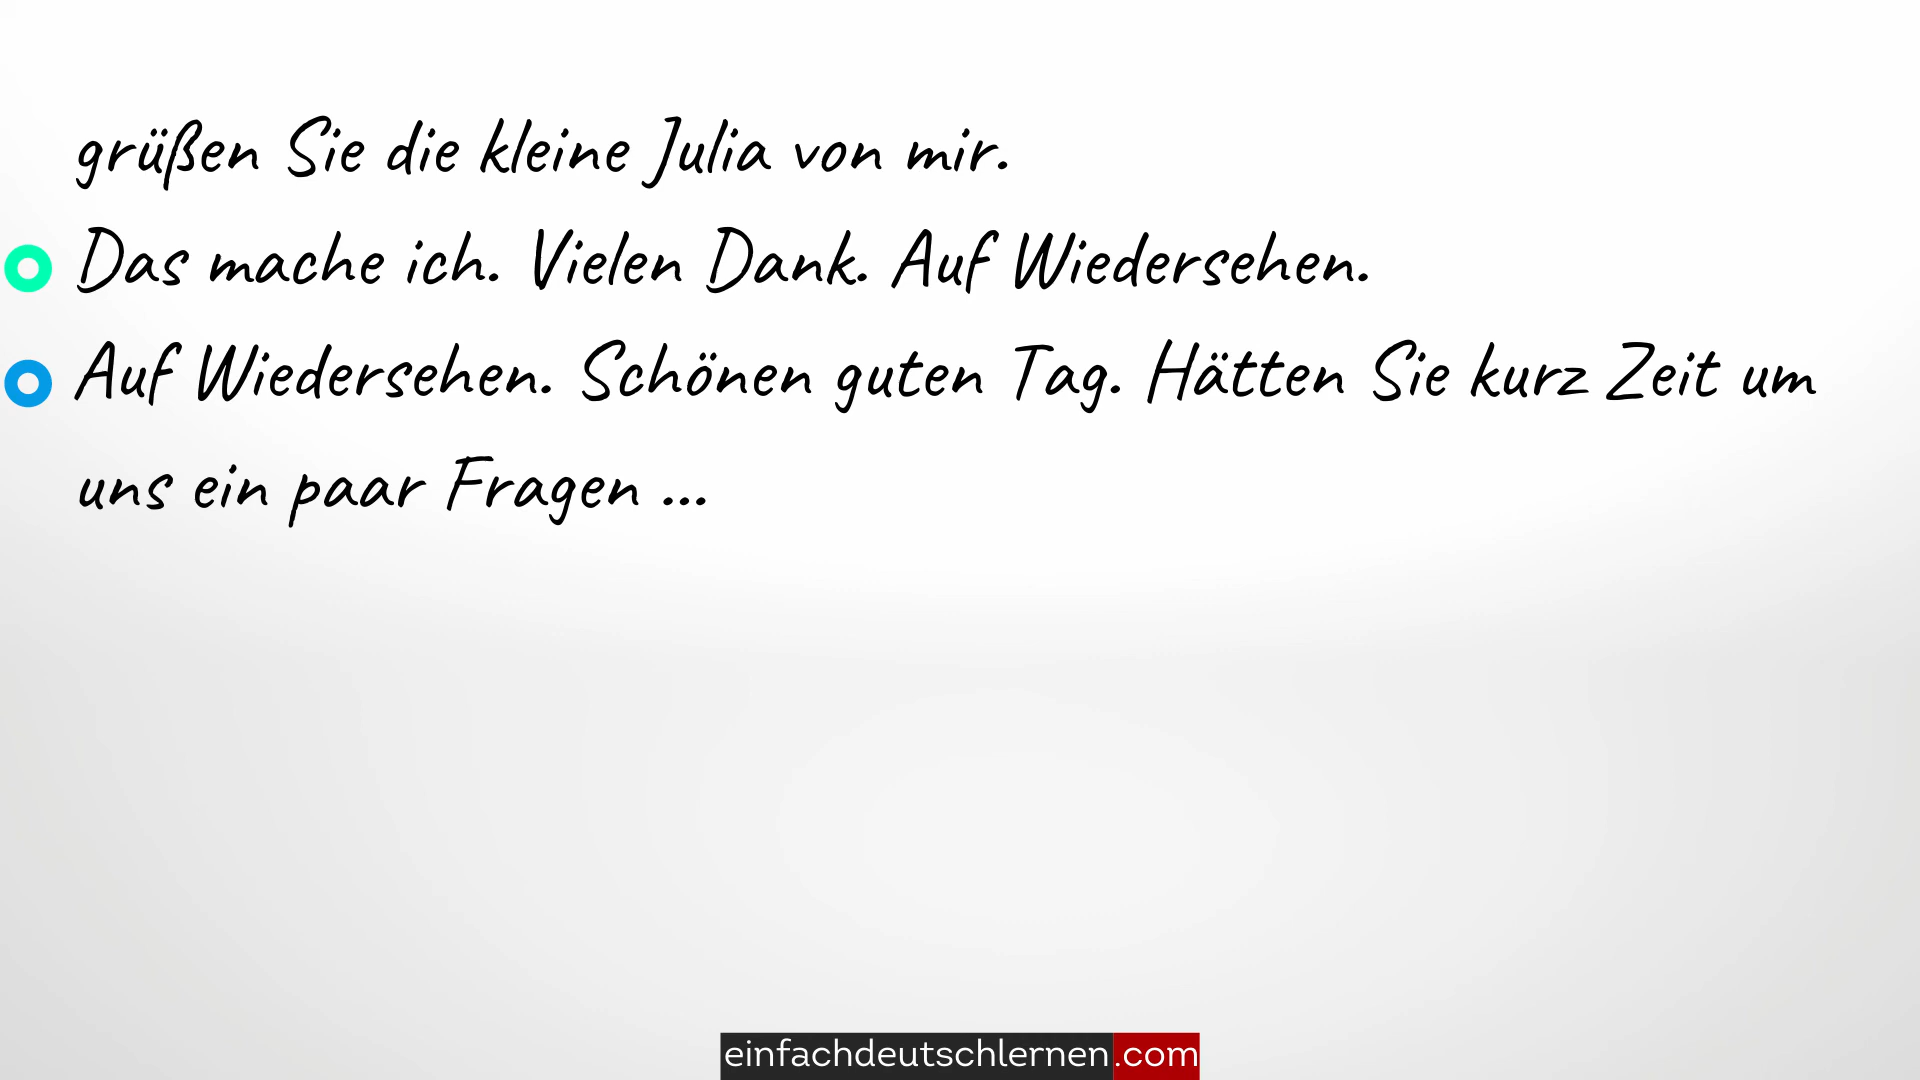 grüßen Sie die kleine Julia von mir.
Das mache ich. Vielen Dank. Auf Wiedersehen.
Auf Wiedersehen. Schönen guten Tag. Hätten Sie kurz Zeit um
uns ein paar Fragen ...
einfachdeutschlernen.com